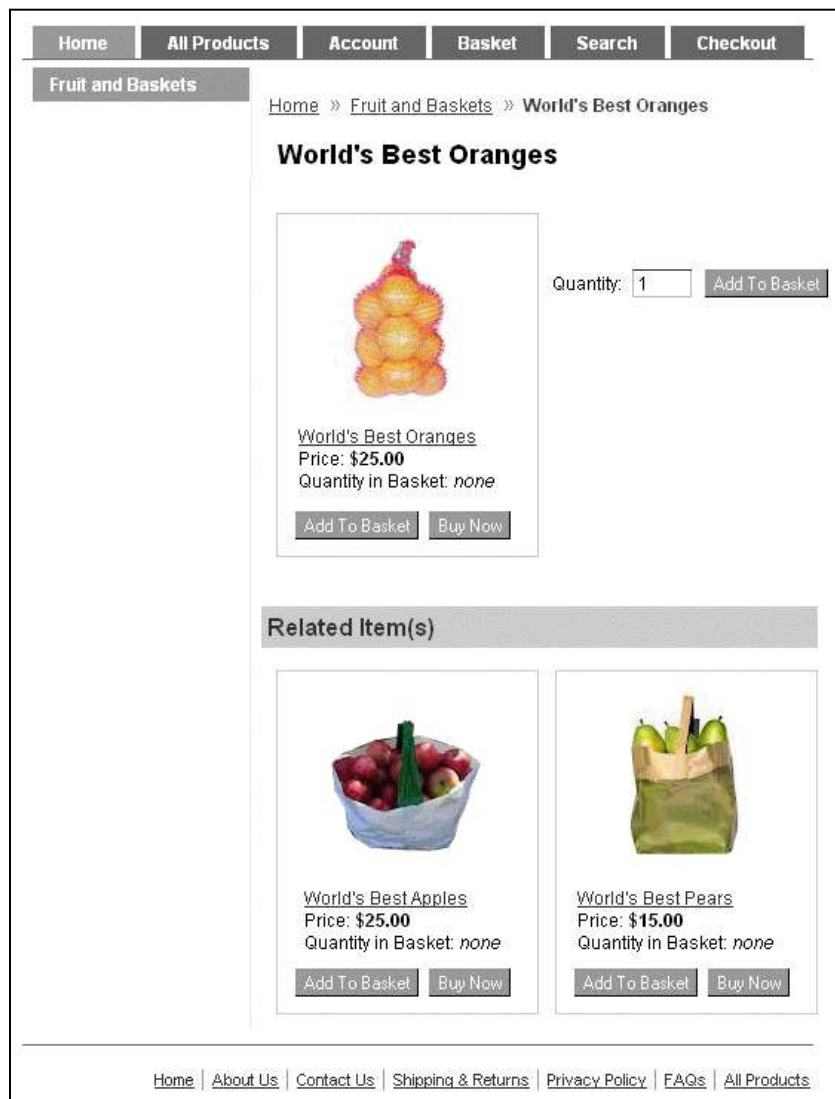 Home All Products Account Basket Search Checkout
Fruit and Baskets
Home » Fruit and Baskets » World's Best Oranges
World's Best Oranges
Quantity: 1 Add To Basket
World's Best Oranges
Price: $25.00
Quantity in Basket: none
Add To Basket Buy Now
Related Item(s)
World's Best Apples
Price: $25.00
Quantity in Basket: none
Add To Basket Buy Now
World's Best Pears
Price: $15.00
Quantity in Basket: none
Add To Basket Buy Now
Home | About Us | Contact Us | Shipping & Returns | Privacy Policy | FAQs | All Products